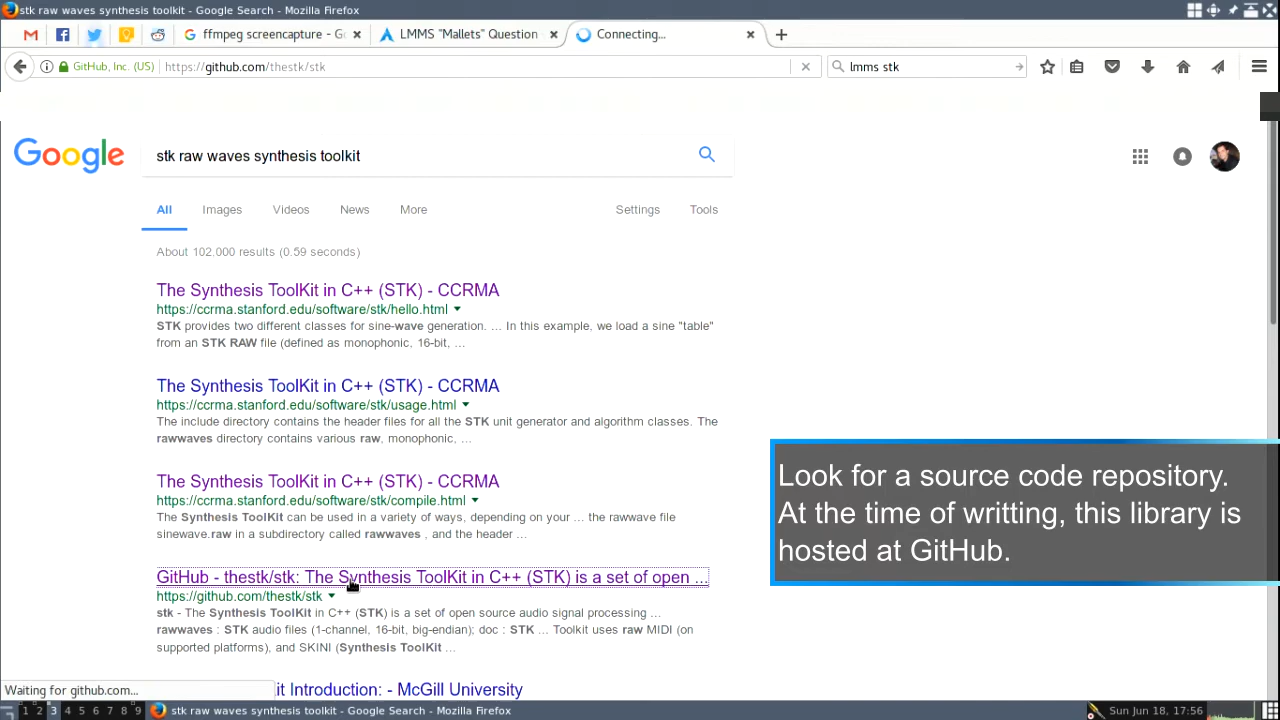 stk raw waves synthesis toolkit - Google Search - Mozilla Firefox
ffmpeg screencapture - Go
LMMS "Mallets" Question
Connecting...
GitHub, Inc. (US)
https://github.com/thestk/stk
lmms stk
Google
stk raw waves synthesis toolkit
All
Images
Videos
News
More
Settings
Tools
About 102.000 results (0.59 seconds)
The Synthesis ToolKit in C++ (STK) - CCRMA
https://ccrma.stanford.edu/software/stk/hello.html
STK provides two different classes for sine-wave generation. ... In this example, we load a sine "table"
from an STK RAW file (defined as monophonic, 16-bit, ...
The Synthesis ToolKit in C++ (STK) - CCRMA
https://ccrma.stanford.edu/software/stk/usage.html
The include directory contains the header files for all the STK unit generator and algorithm classes. The
rawwaves directory contains various raw, monophonic, ...
The Synthesis ToolKit in C++ (STK) - CCRMA
https://ccrma.stanford.edu/software/stk/compile.html
The Synthesis ToolKit can be used in a variety of ways, depending on your ... the rawwave file
sinewave.raw in a subdirectory called rawwaves , and the header ...
GitHub - thestk/stk: The Synthesis ToolKit in C++ (STK) is a set of open ...
https://github.com/thestk/stk
stk - The Synthesis ToolKit in C++ (STK) is a set of open source audio signal processing ...
rawwaves : STK audio files (1-channel, 16-bit, big-endian); doc : STK ... Toolkit uses raw MIDI (on
supported platforms), and SKINI (Synthesis ToolKit ...
it Introduction: - McGill University
Look for a source code repository.
At the time of writting, this library is
hosted at GitHub.
Waiting for github.com...
1 2 3 4 5 6 7 8 9
stk raw waves synthesis toolkit - Google Search - Mozilla Firefox
Sun Jun 18, 17:56